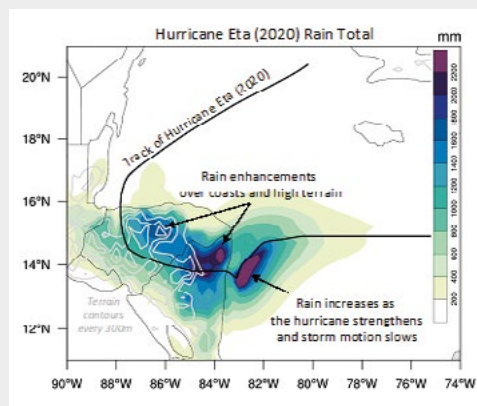 Hurricane Eta (2020) Rain Total
mm
20°N
18°N
16°N
14°N
12°N
Track of Hurricane Eta (2020)
Rain enhancements
over coasts and high terrain
Rain increases as
the hurricane strengthens
and storm motion slows
Terrain
contours
every 300m
2200
2000
1800
1600
1400
1200
1000
800
600
400
200
90°W
88°W
86°W
84°W
82°W
80°W
78°W
76°W
74°W